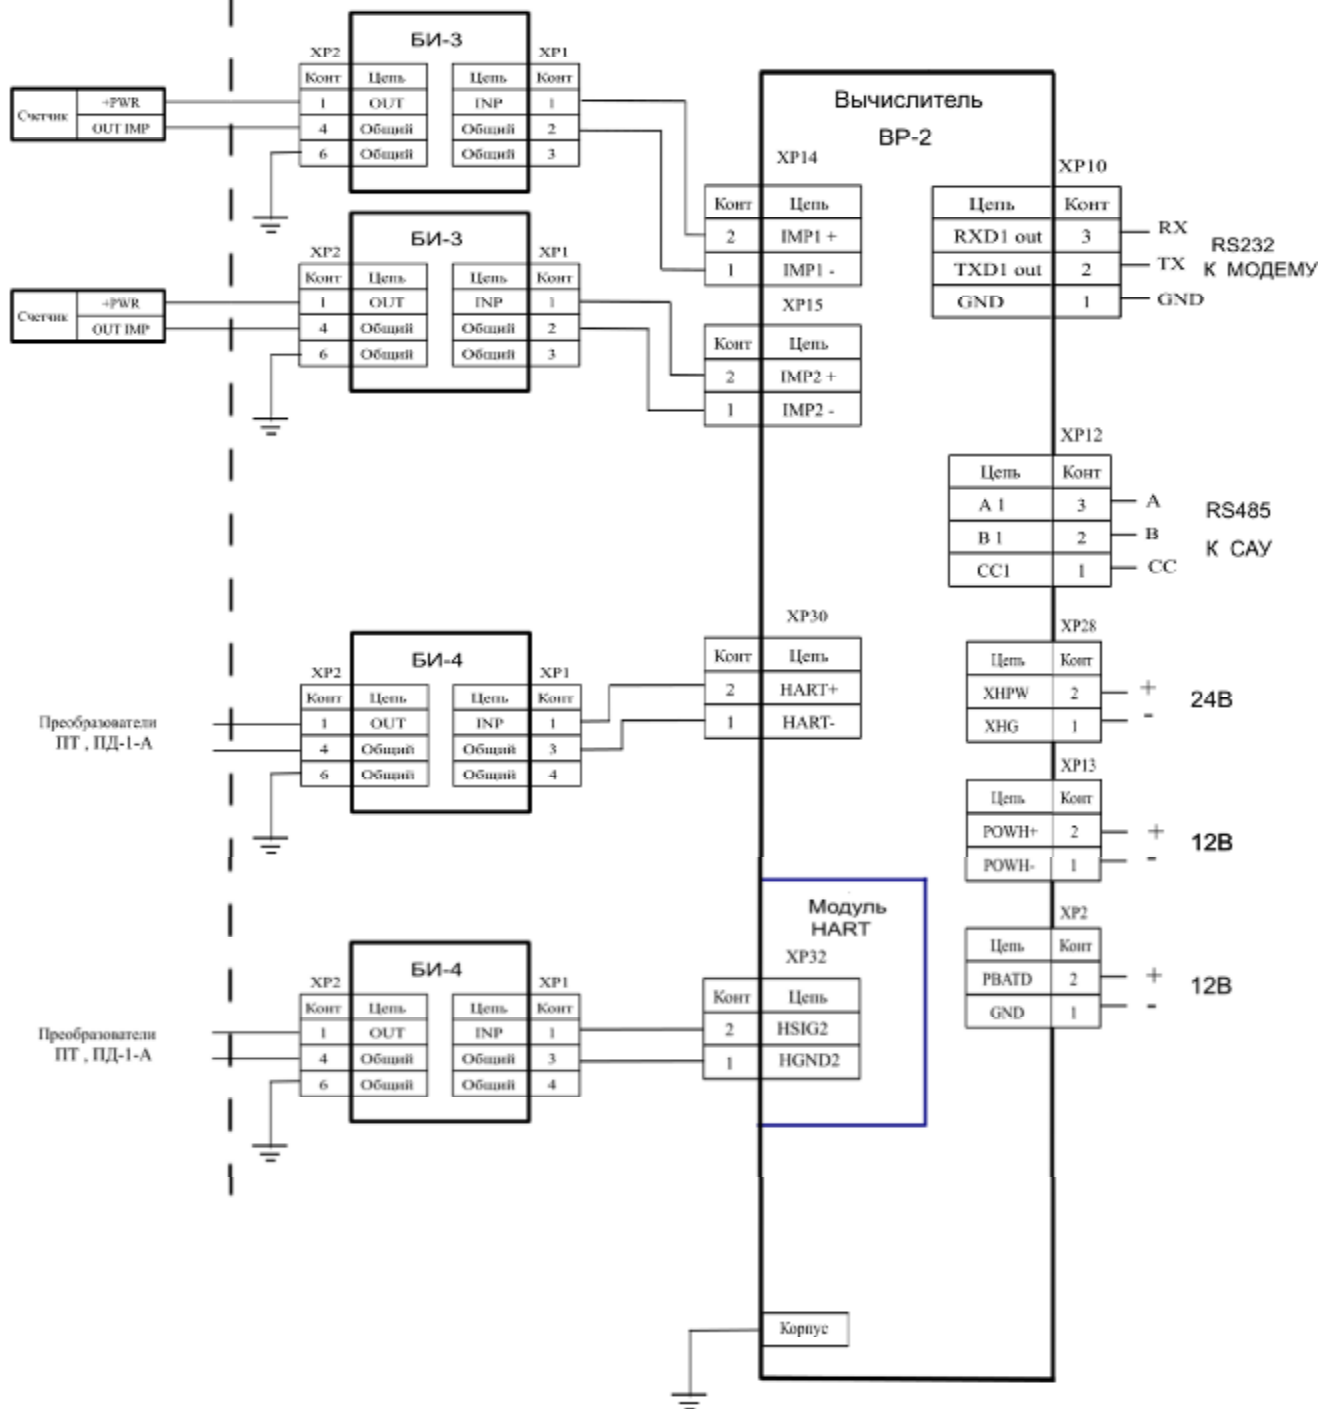 БИ-3
XP2
XP1
Конт Цепь Цепь Конт
1 OUT INP 1
4 Общий Общий 2
6 Общий Общий 3
Счетчик
+PWR
OUT IMP
БИ-3
XP2
XP1
Конт Цепь Цепь Конт
1 OUT INP 1
4 Общий Общий 2
6 Общий Общий 3
Счетчик
+PWR
OUT IMP
Вычислитель
ВР-2
XP14
Конт Цепь
2 IMP1 +
1 IMP1 -
XP15
Конт Цепь
2 IMP2 +
1 IMP2 -
XP10
Цепь Конт
RXD1 out 3 RX
TXD1 out 2 TX
GND 1 GND
RS232
К МОДЕМУ
XP12
Цепь Конт
A 1 3 A
B 1 2 B
CC1 1 CC
RS485
К САУ
БИ-4
XP2
XP1
Конт Цепь Цепь Конт
1 OUT INP 1
4 Общий Общий 3
6 Общий Общий 4
Преобразователи
ПТ , ПД-1-А
XP30
Конт Цепь
2 HART+
1 HART-
XP28
Цепь Конт
XHPW 2 +
XHG 1 -
24В
XP13
Цепь Конт
POWH+ 2 +
POWH- 1 -
12В
Модуль
HART
XP32
Конт Цепь
2 HSIG2
1 HGND2
XP2
Цепь Конт
PBATD 2 +
GND 1 -
12В
БИ-4
XP2
XP1
Конт Цепь Цепь Конт
1 OUT INP 1
4 Общий Общий 3
6 Общий Общий 4
Преобразователи
ПТ , ПД-1-А
Корпус